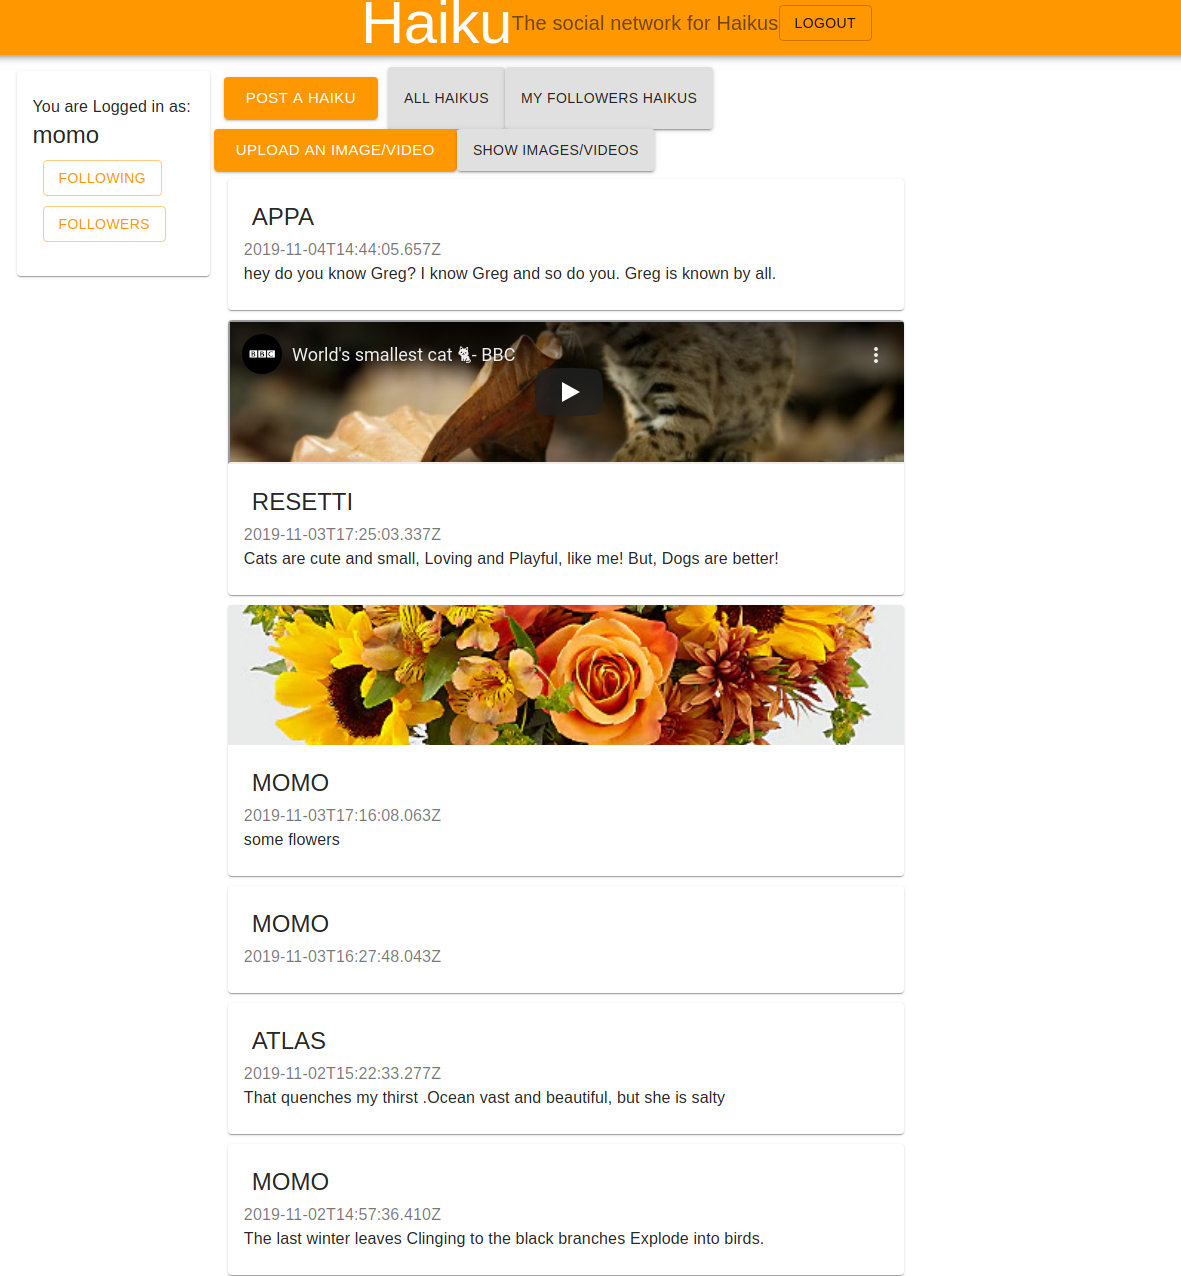 Haiku The social network for Haikus LOGOUT
You are Logged in as:
momo
FOLLOWING
FOLLOWERS
POST A HAIKU ALL HAIKUS MY FOLLOWERS HAIKUS
UPLOAD AN IMAGE/VIDEO SHOW IMAGES/VIDEOS
APPA
2019-11-04T14:44:05.657Z
hey do you know Greg? I know Greg and so do you. Greg is known by all.
BBC World's smallest cat 🐈- BBC
RESETTI
2019-11-03T17:25:03.337Z
Cats are cute and small, Loving and Playful, like me! But, Dogs are better!
MOMO
2019-11-03T17:16:08.063Z
some flowers
MOMO
2019-11-03T16:27:48.043Z
ATLAS
2019-11-02T15:22:33.277Z
That quenches my thirst .Ocean vast and beautiful, but she is salty
MOMO
2019-11-02T14:57:36.410Z
The last winter leaves Clinging to the black branches Explode into birds.